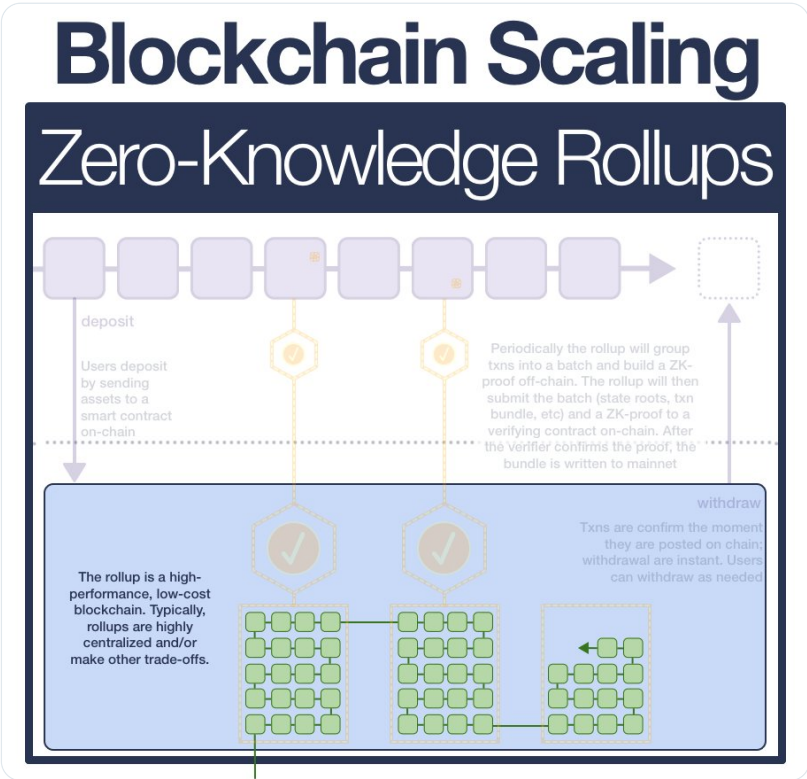 Blockchain Scaling
Zero-Knowledge Rollups
deposit
Users deposit
by sending
assets to a
smart contract
on-chain
Periodically the rollup will group
txns into a batch and build a ZK-
proof off-chain. The rollup will then
submit the batch (state roots, txn
bundle, etc) and a ZK-proof to a
verifying contract on-chain. After
the verifier confirms the proof, the
bundle is written to mainnet
withdraw
Txns are confirm the moment
they are posted on chain;
withdrawal are instant. Users
can withdraw as needed
The rollup is a high-
performance, low-cost
blockchain. Typically,
rollups are highly
centralized and/or
make other trade-offs.